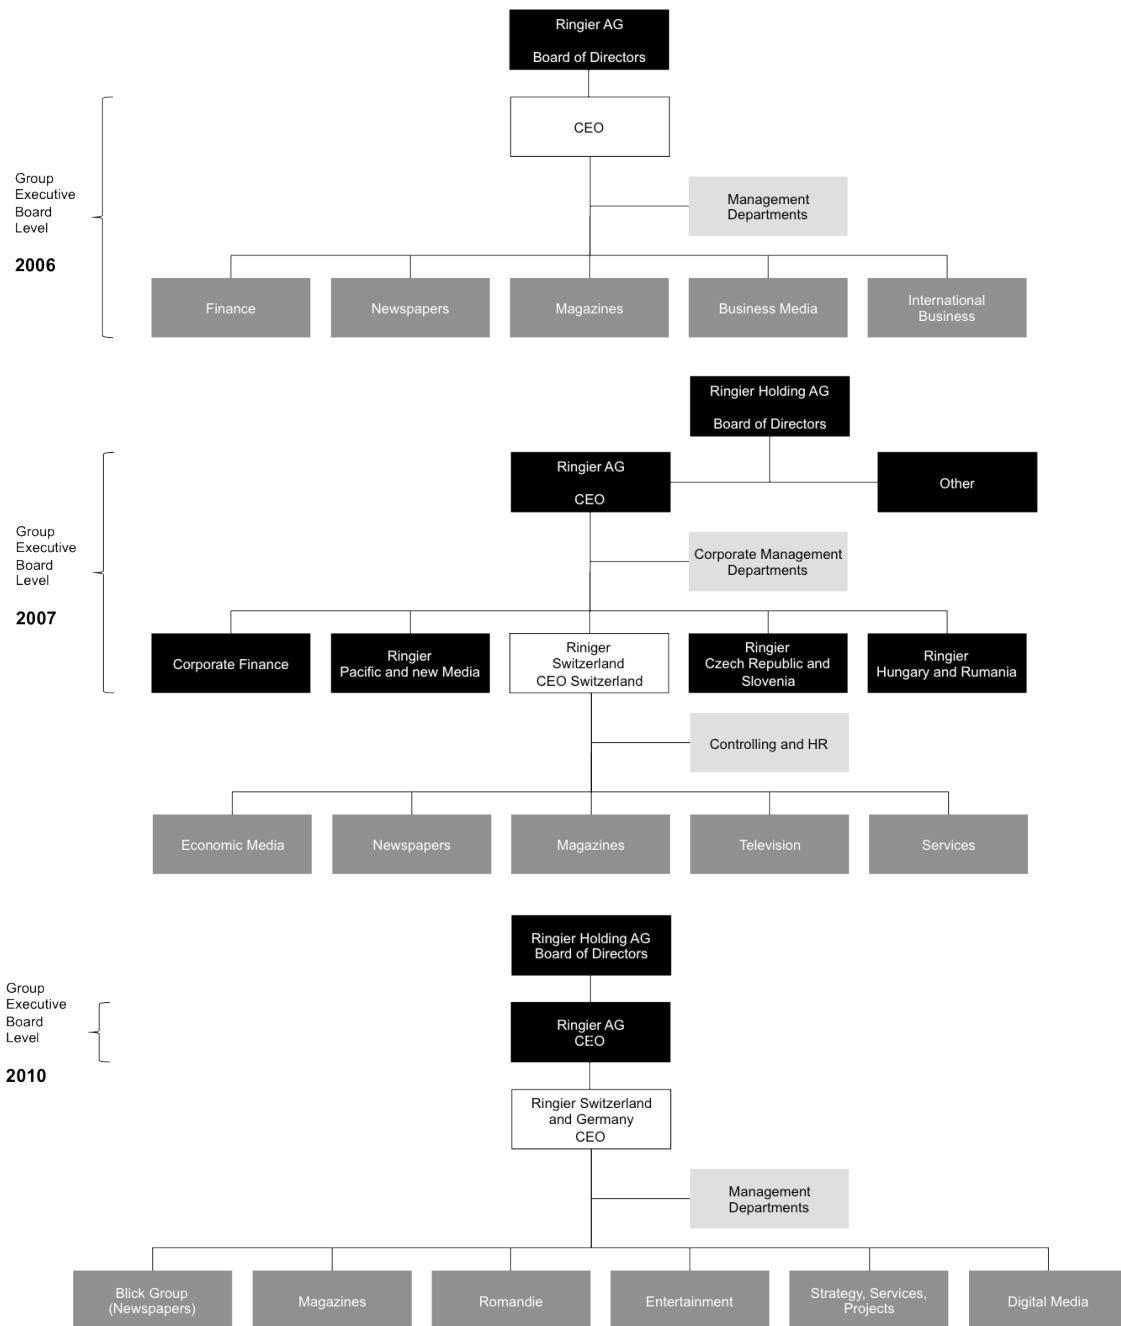 Ringier AG
Board of Directors
CEO
Group
Executive
Board
Level
2006
Management
Departments
Finance
Newspapers
Magazines
Business Media
International
Business
Ringier Holding AG
Board of Directors
Ringier AG
CEO
Other
Group
Executive
Board
Level
2007
Corporate Management
Departments
Corporate Finance
Ringier
Pacific and new Media
Riniger
Switzerland
CEO Switzerland
Ringier
Czech Republic and
Slovenia
Ringier
Hungary and Rumania
Controlling and HR
Economic Media
Newspapers
Magazines
Television
Services
Ringier Holding AG
Board of Directors
Group
Executive
Board
Level
2010
Ringier AG
CEO
Ringier Switzerland
and Germany
CEO
Management
Departments
Blick Group
(Newspapers)
Magazines
Romandie
Entertainment
Strategy, Services,
Projects
Digital Media